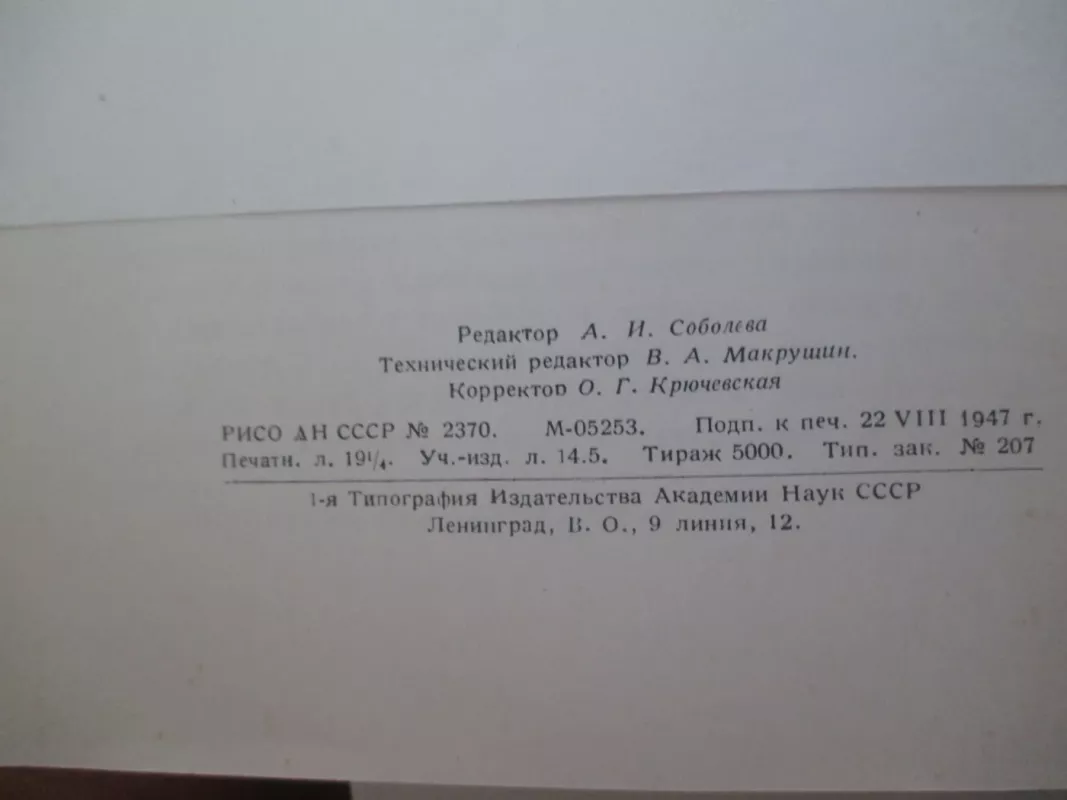 Редактор А. И. Соболева
Технический редактор В. А. Макрушин.
Корректор О. Г. Крючевская
РИСО АН СССР № 2370. М-05253. Подп. к печ. 22 VIII 1947 г.
Печатн. л. 19¹/₄. Уч.-изд. л. 14.5. Тираж 5000. Тип. зак. № 207
1-я Типография Издательства Академии Наук СССР
Ленинград, В. О., 9 линия, 12.